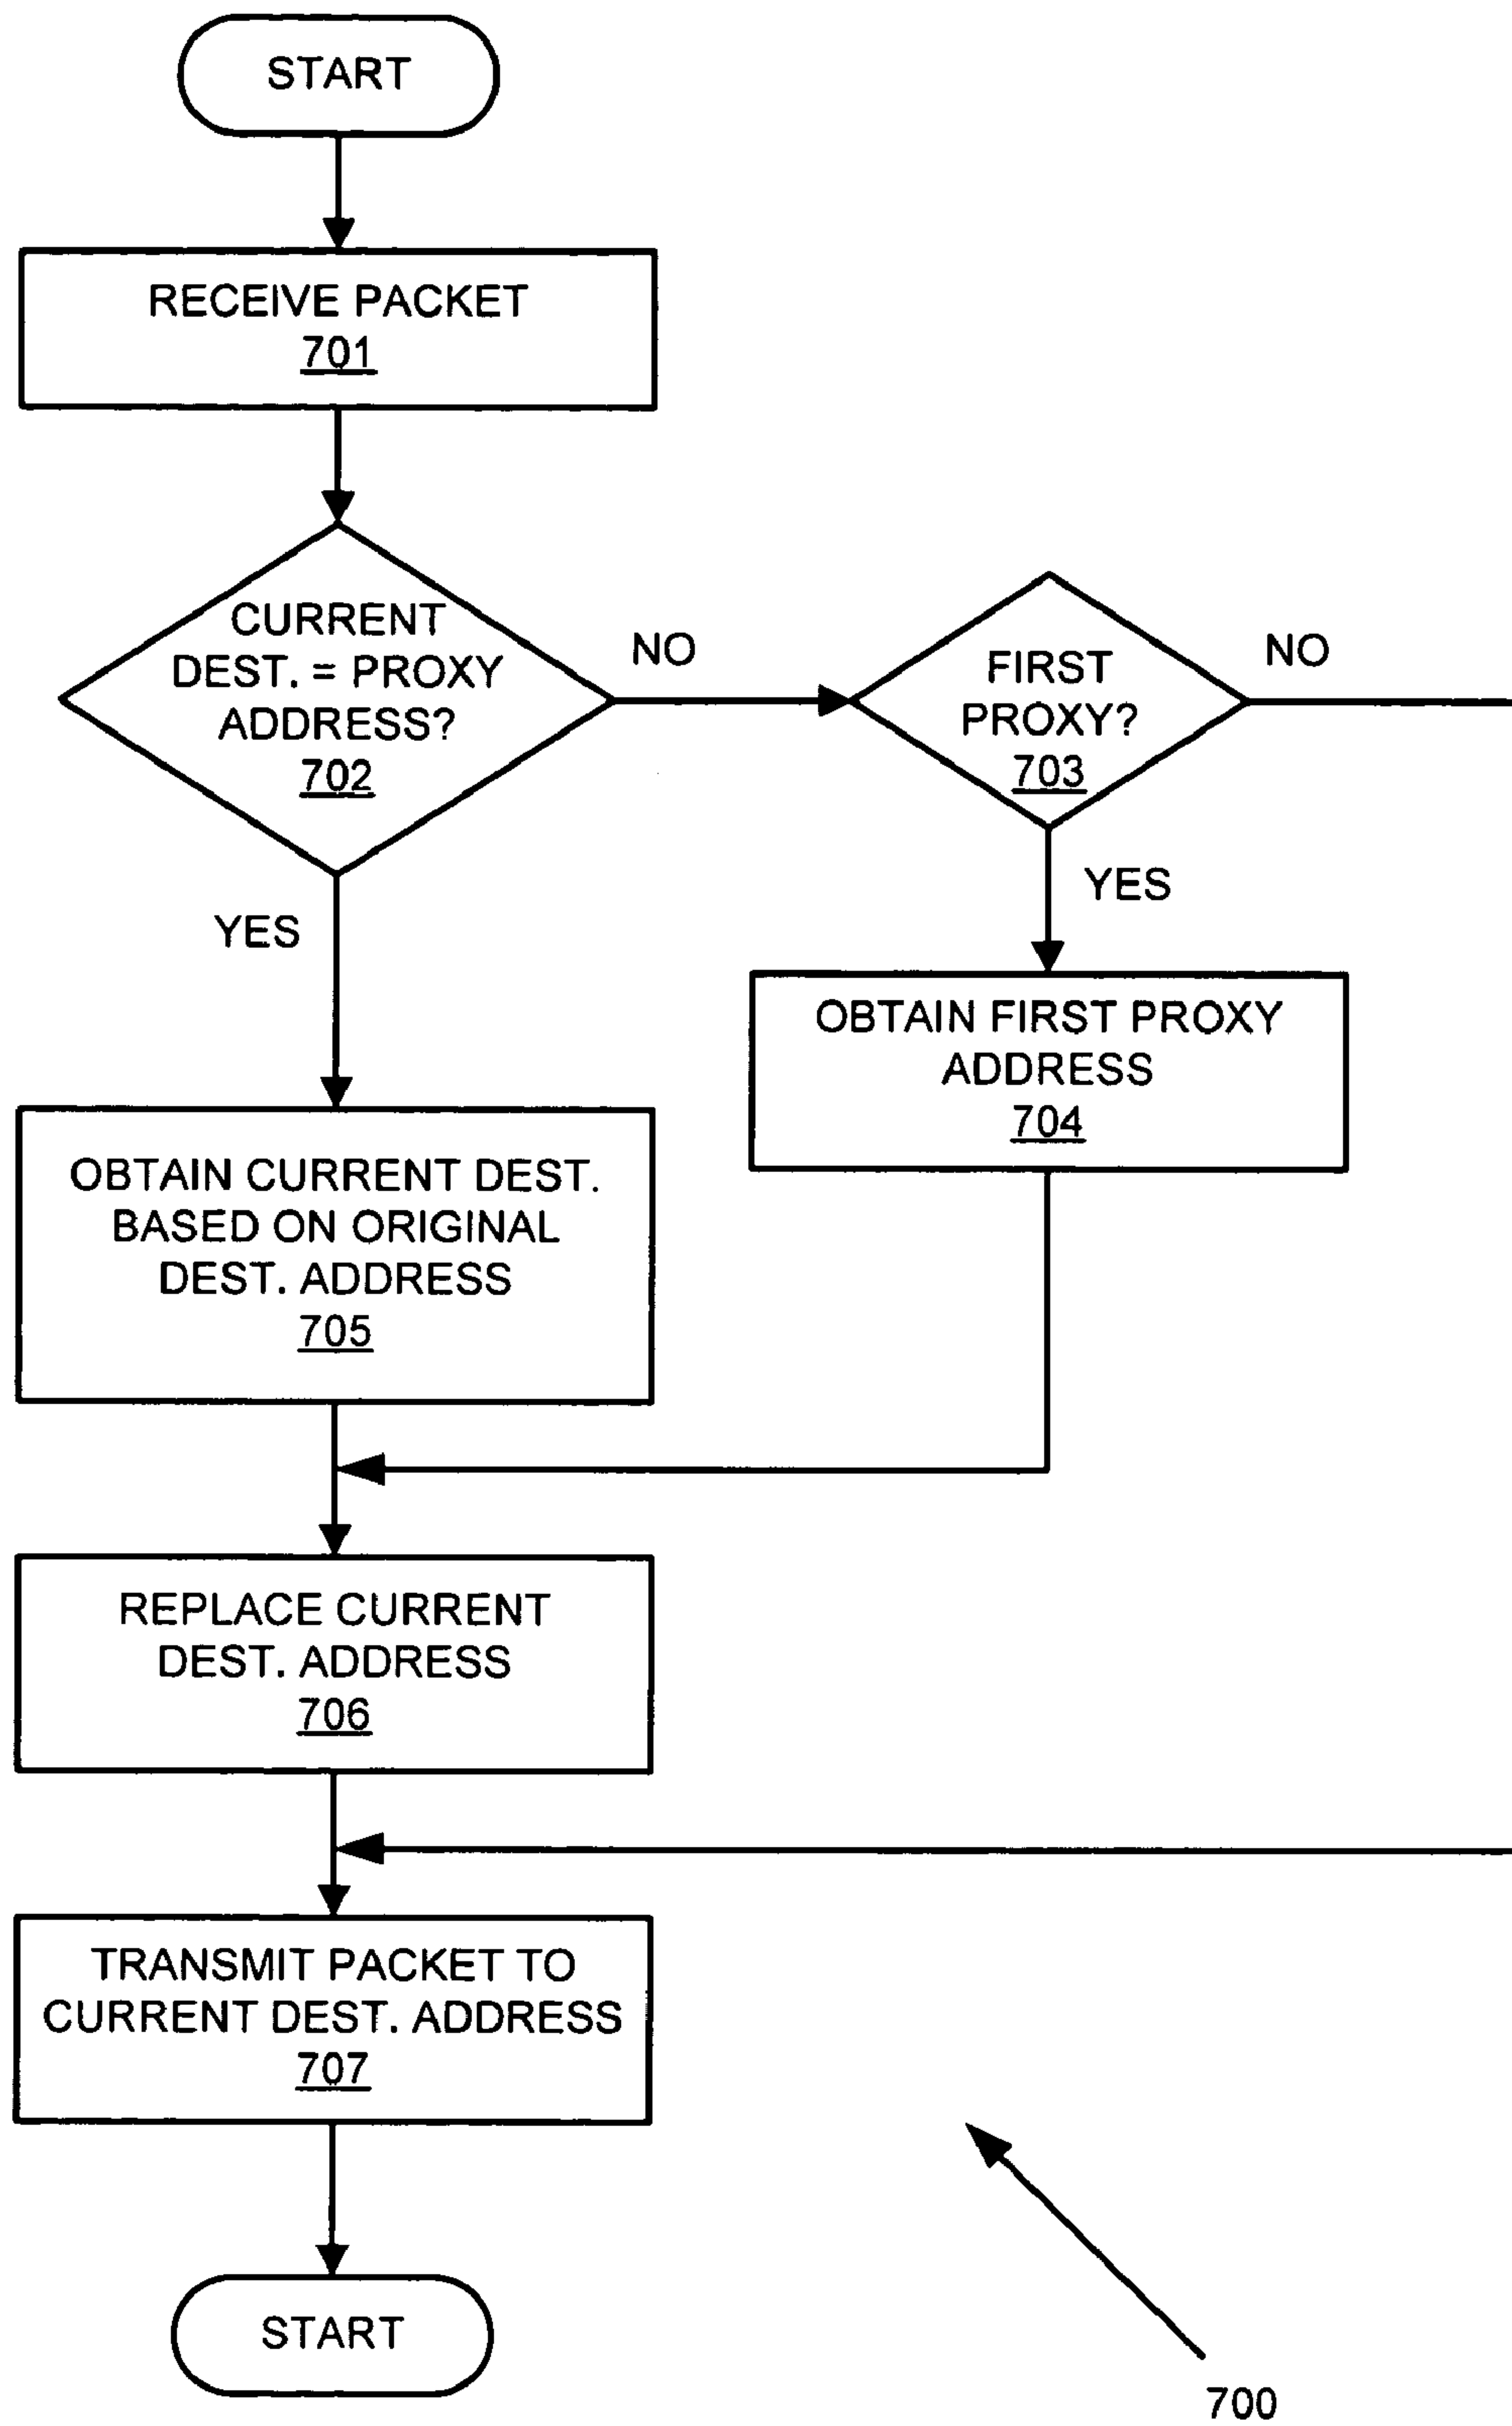 START
RECEIVE PACKET
701
CURRENT
DEST. = PROXY
ADDRESS?
702
NO
FIRST
PROXY?
703
NO
YES
YES
OBTAIN FIRST PROXY
ADDRESS
704
OBTAIN CURRENT DEST.
BASED ON ORIGINAL
DEST. ADDRESS
705
REPLACE CURRENT
DEST. ADDRESS
706
TRANSMIT PACKET TO
CURRENT DEST. ADDRESS
707
START
700